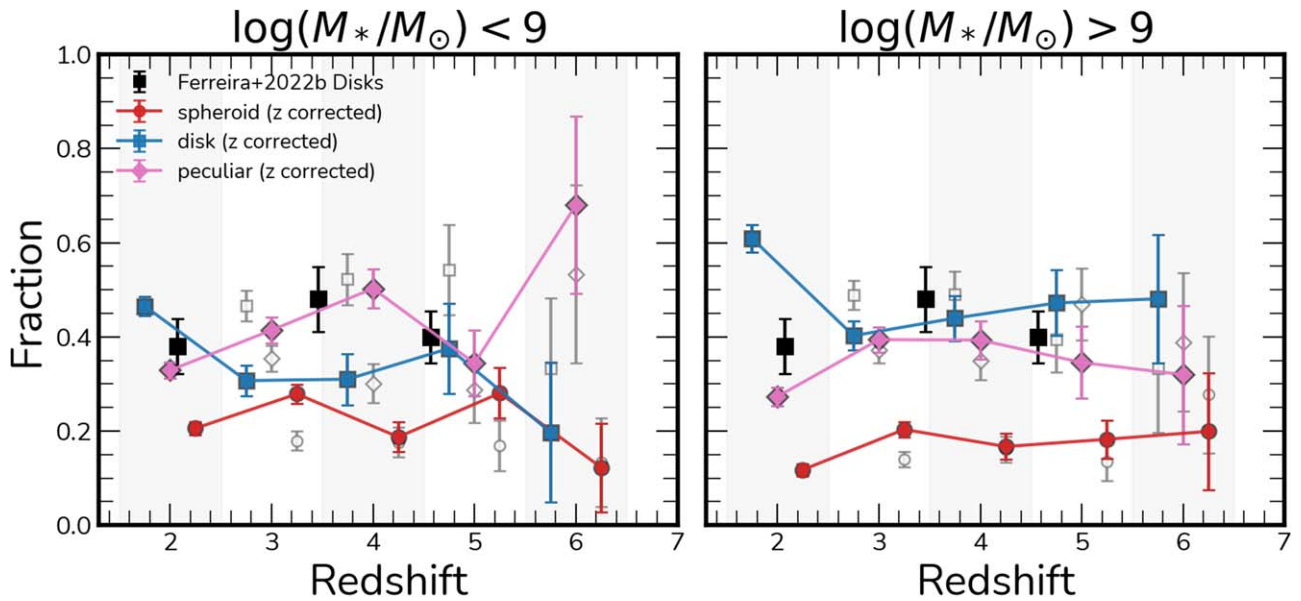 log(M∗/M⊙) < 9
log(M∗/M⊙) > 9
1.0
0.8
0.6
0.4
0.2
0.0
Fraction
Ferreira+2022b Disks
spheroid (z corrected)
disk (z corrected)
peculiar (z corrected)
2 3 4 5 6 7
Redshift
2 3 4 5 6 7
Redshift